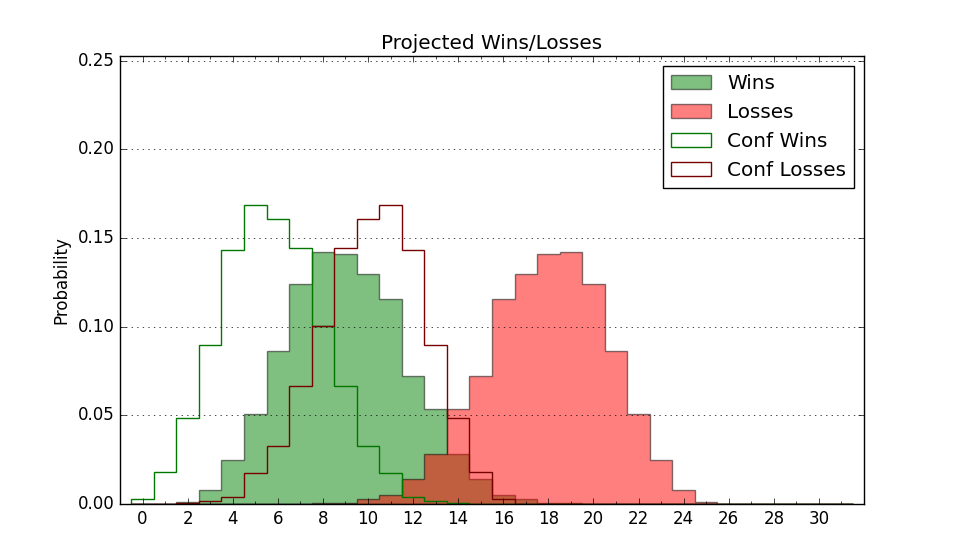 Projected Wins/Losses
0.25
0.20
0.15
0.10
0.05
0.00
Probability
Wins
Losses
Conf Wins
Conf Losses
0 2 4 6 8 10 12 14 16 18 20 22 24 26 28 30